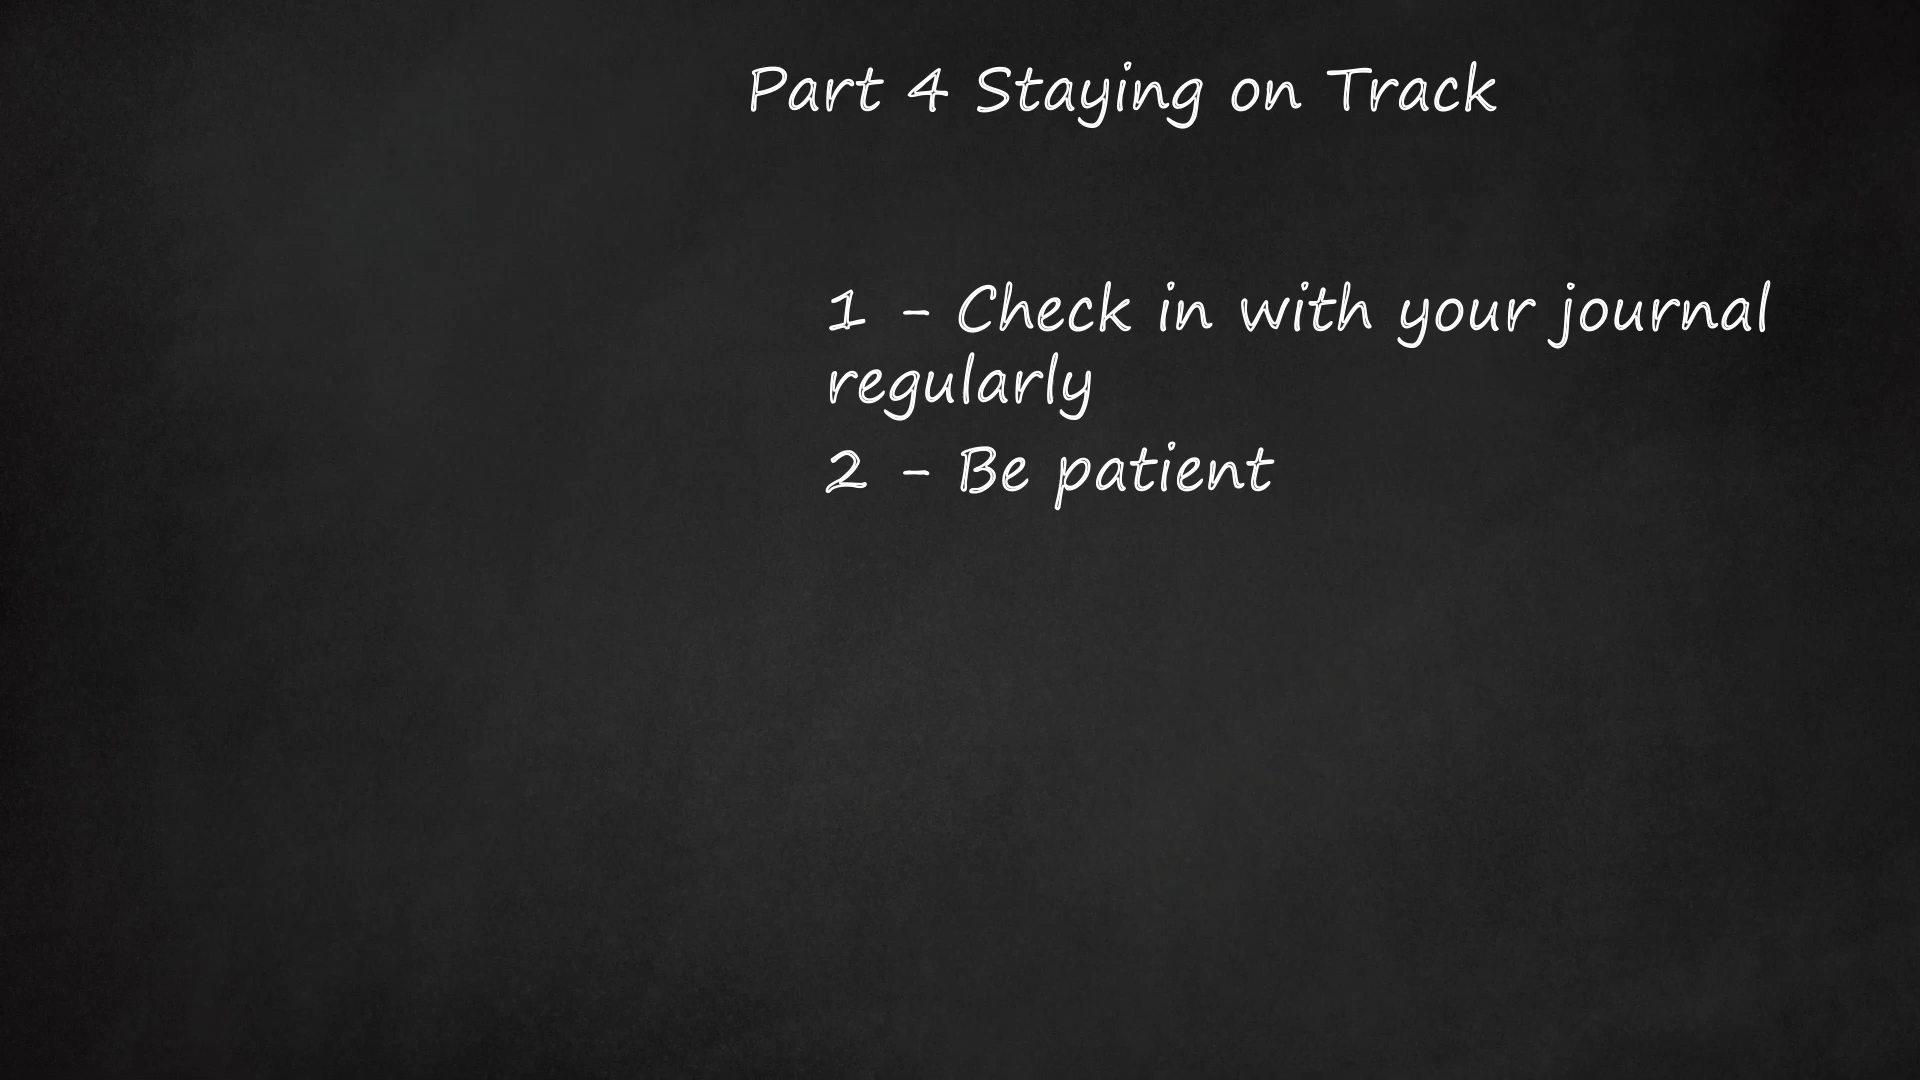 Part 4 Staying on Track
1 - Check in with your journal
regularly
2 - Be patient